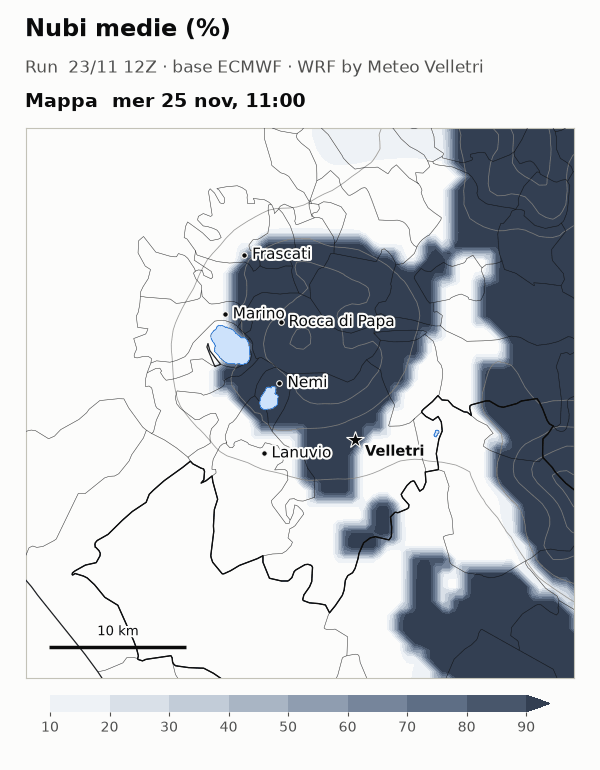 Nubi medie (%)
Run  23/11 12Z · base ECMWF · WRF by Meteo Velletri
Mappa  mer 25 nov, 11:00
Frascati
Marino
Rocca di Papa
Nemi
Velletri
Lanuvio
10 km
10 20 30 40 50 60 70 80 90